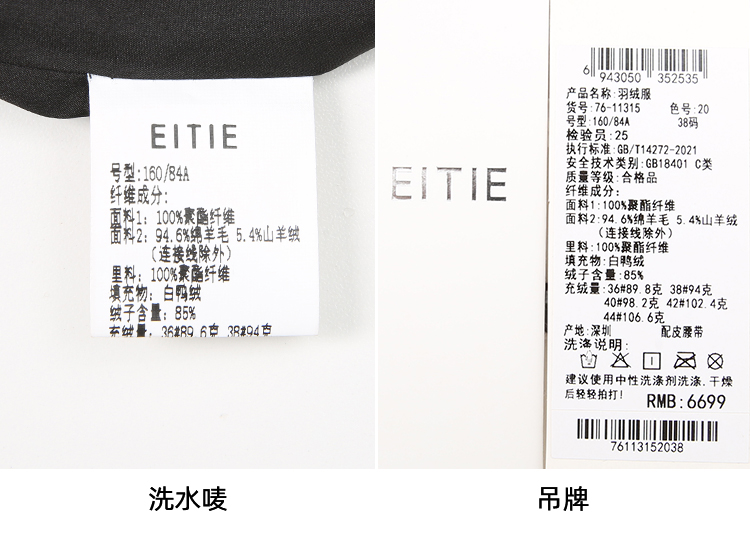 EITIE
号型:160/84A
纤维成分:
面料1: 100%聚酯纤维
面料2: 94.6%绵羊毛 5.4%山羊绒
(连接线除外)
里料: 100%聚酯纤维
填充物: 白鸭绒
绒子含量: 85%
充绒量: 36#89.6克 38#94克
EITIE
6 943050 352535
产品名称:羽绒服
货号:76-11315 色号:20
号型:160/84A 38码
检验员:25
执行标准:GB/T14272-2021
安全技术类别:GB18401 C类
质量等级:合格品
纤维成分:
面料1:100%聚酯纤维
面料2:94.6%绵羊毛 5.4%山羊绒
(连接线除外)
里料:100%聚酯纤维
填充物:白鸭绒
绒子含量:85%
充绒量:36#89.8克 38#94克
40#98.2克 42#102.4克
44#106.6克
产地:深圳 配皮腰带
洗涤说明:
建议使用中性洗涤剂洗涤,干燥
后轻轻拍打!
RMB:6699
76113152038
洗水唛
吊牌